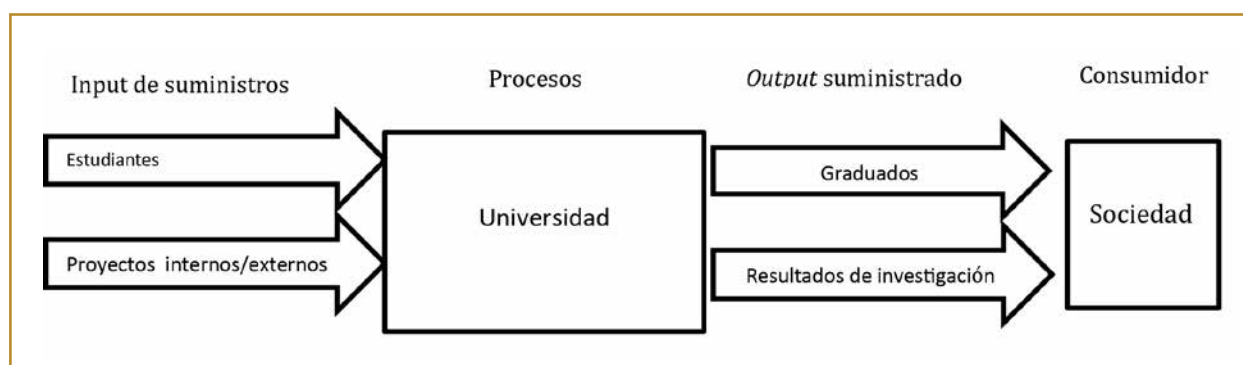 Input de suministros
Procesos
Output suministrado
Consumidor
Estudiantes
Graduados
Universidad
Sociedad
Proyectos internos/externos
Resultados de investigación